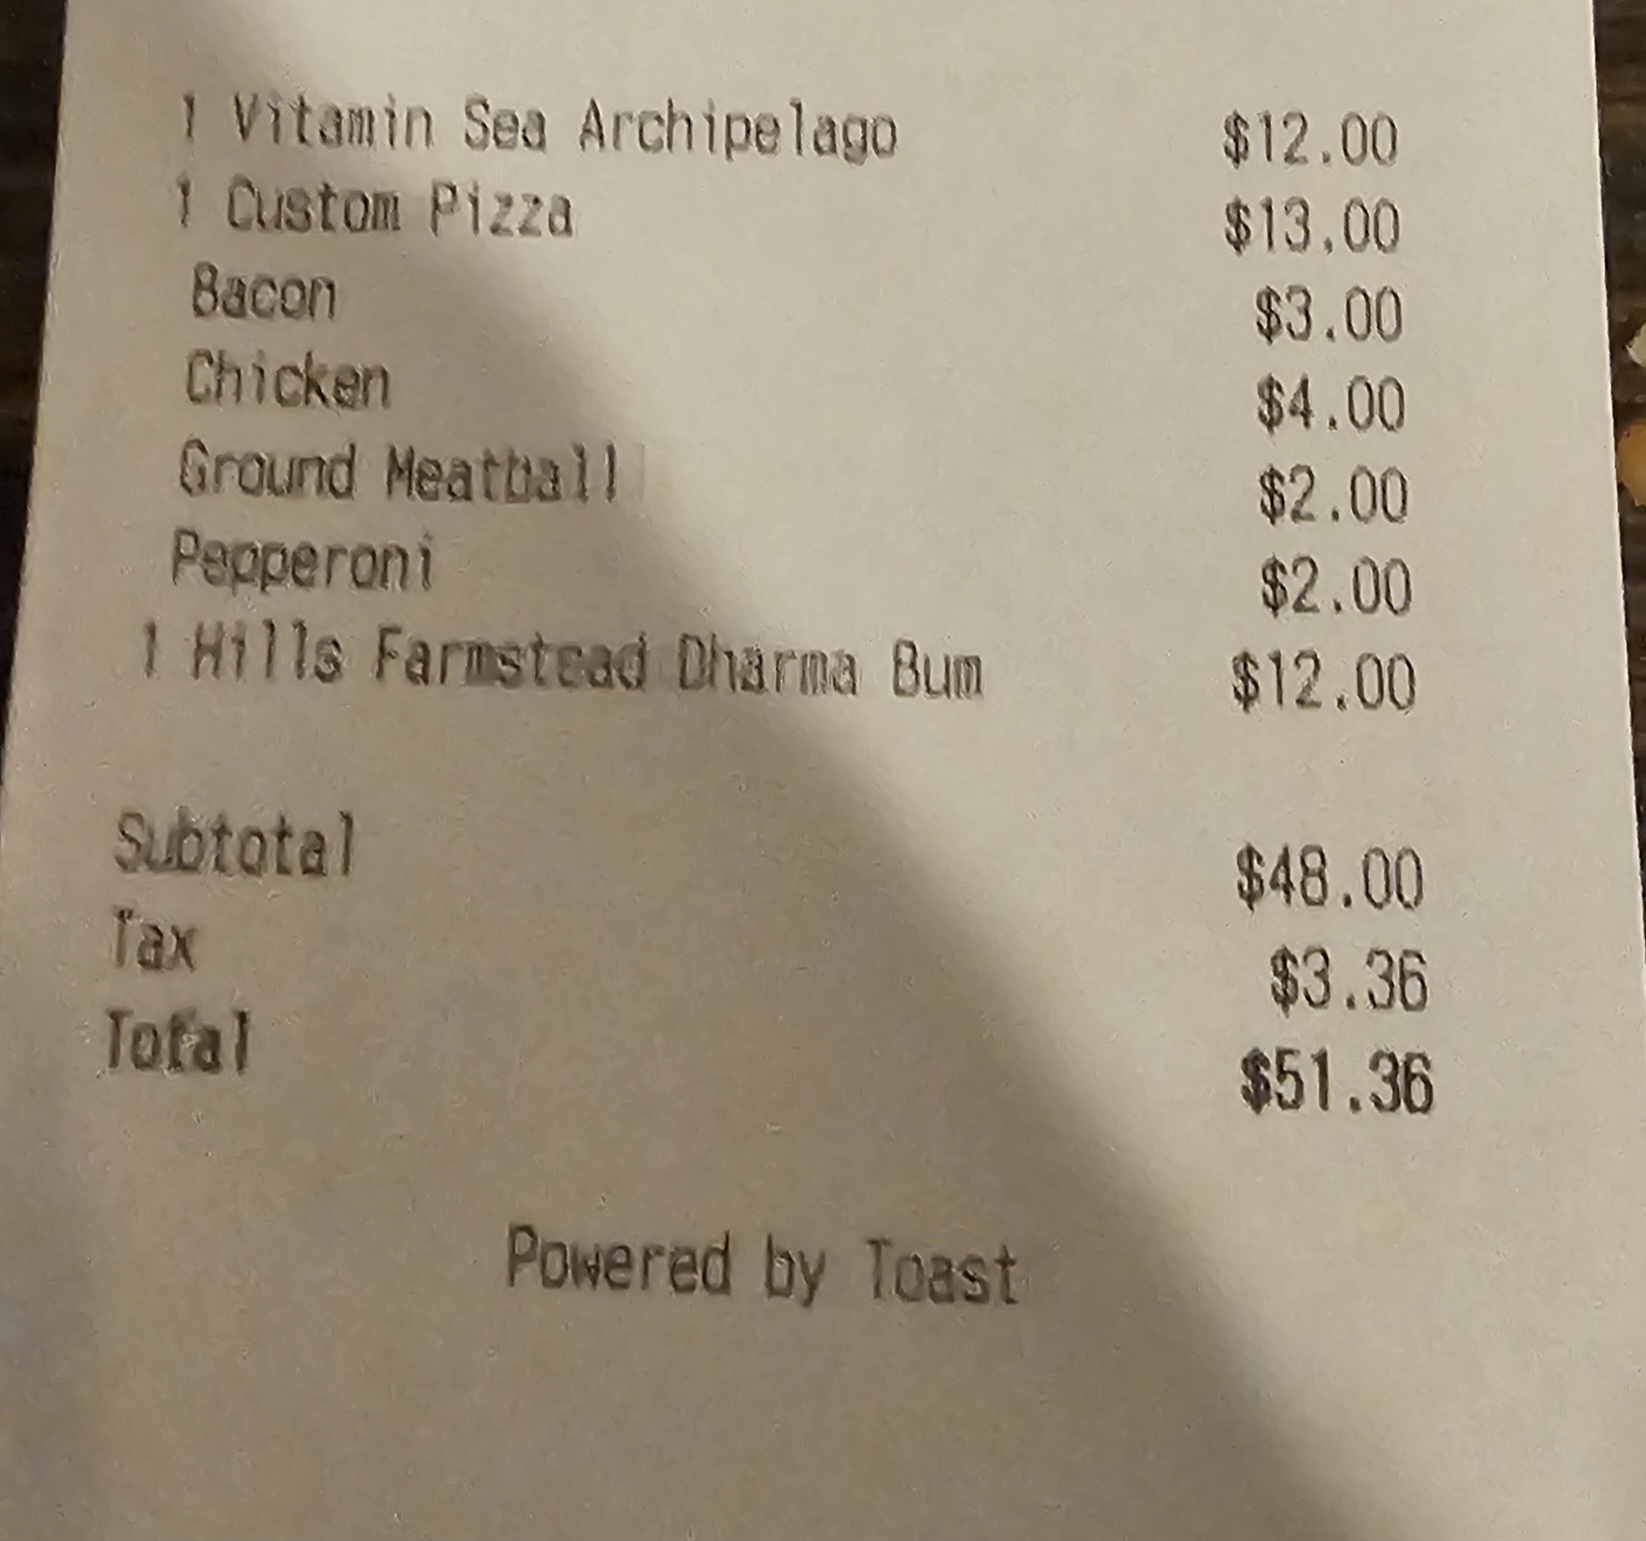 1 Vitamin Sea Archipelago $12.00
1 Custom Pizza $13.00
Bacon $3.00
Chicken $4.00
Ground Meatball $2.00
Pepperoni $2.00
1 Hills Farmstead Dharma Bum $12.00
Subtotal $48.00
Tax $3.36
Total $51.36
Powered by Toast